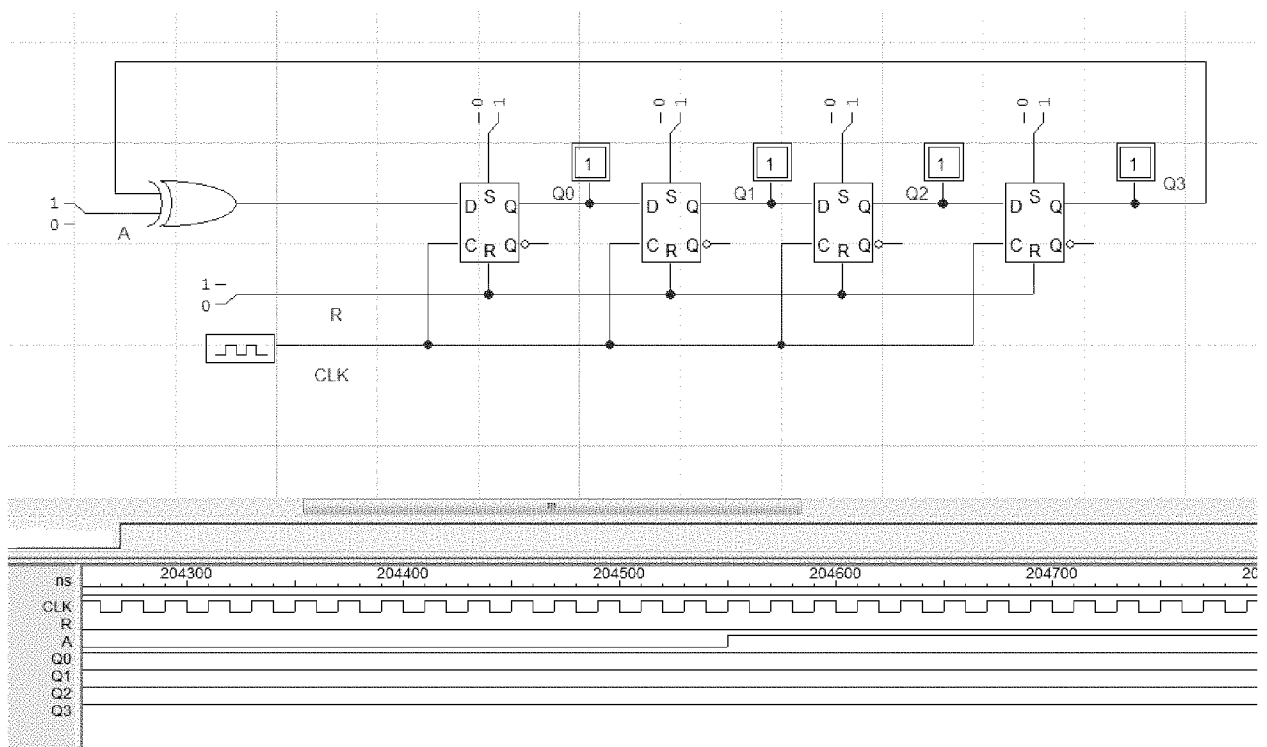 0 1 0 1 0 1 0 1
1 1 1 1
Q0 Q1 Q2 Q3
D S Q D S Q D S Q D S Q
1
0
A
C R Q C R Q C R Q C R Q
1
0
R
CLK
ns 204300 204400 204500 204600 204700 20
CLK
R
A
Q0
Q1
Q2
Q3